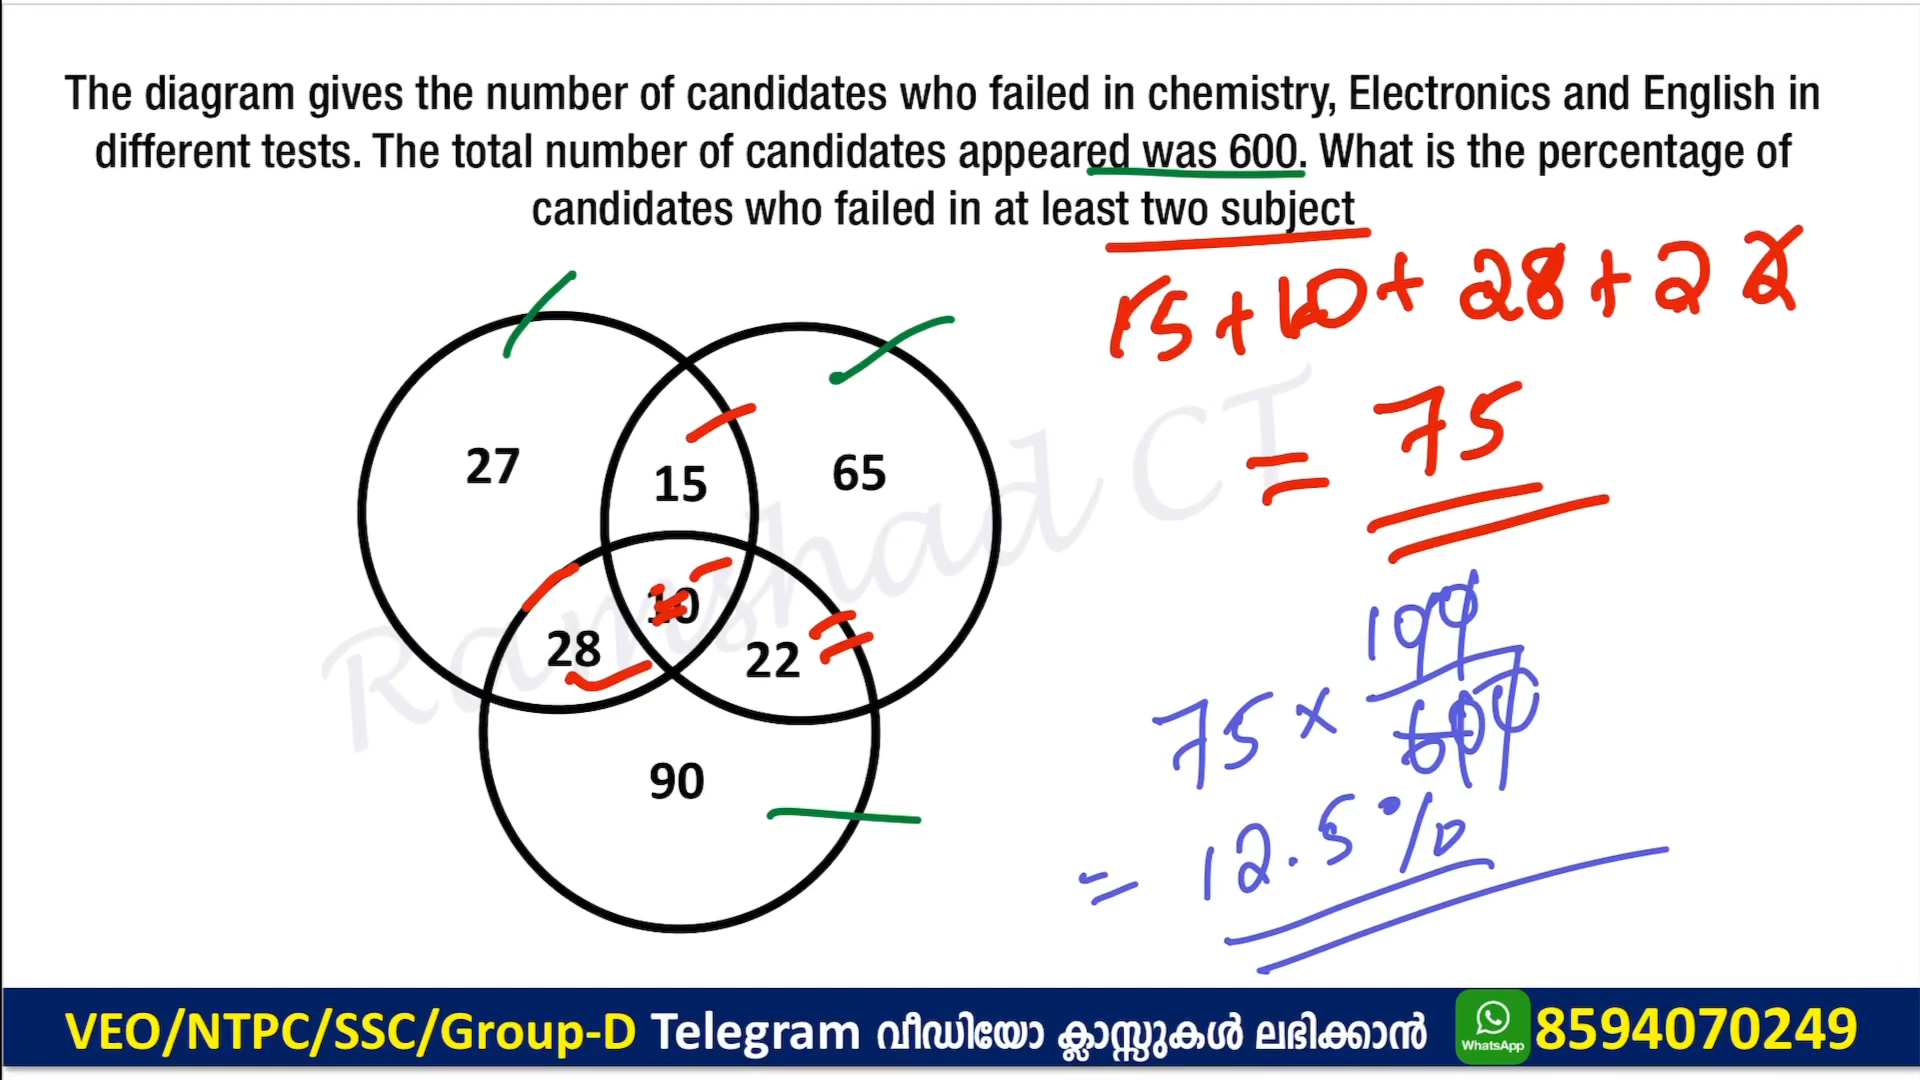 The diagram gives the number of candidates who failed in chemistry, Electronics and English in
different tests. The total number of candidates appeared was 600. What is the percentage of
candidates who failed in at least two subject
15+10+28+22
= 75
27
15
65
10
28
22
90
100
75 × 600
= 12.5%
Ramshad CT
VEO/NTPC/SSC/Group-D Telegram വീഡിയോ ക്ലാസ്സുകൾ ലഭിക്കാൻ WhatsApp 8594070249